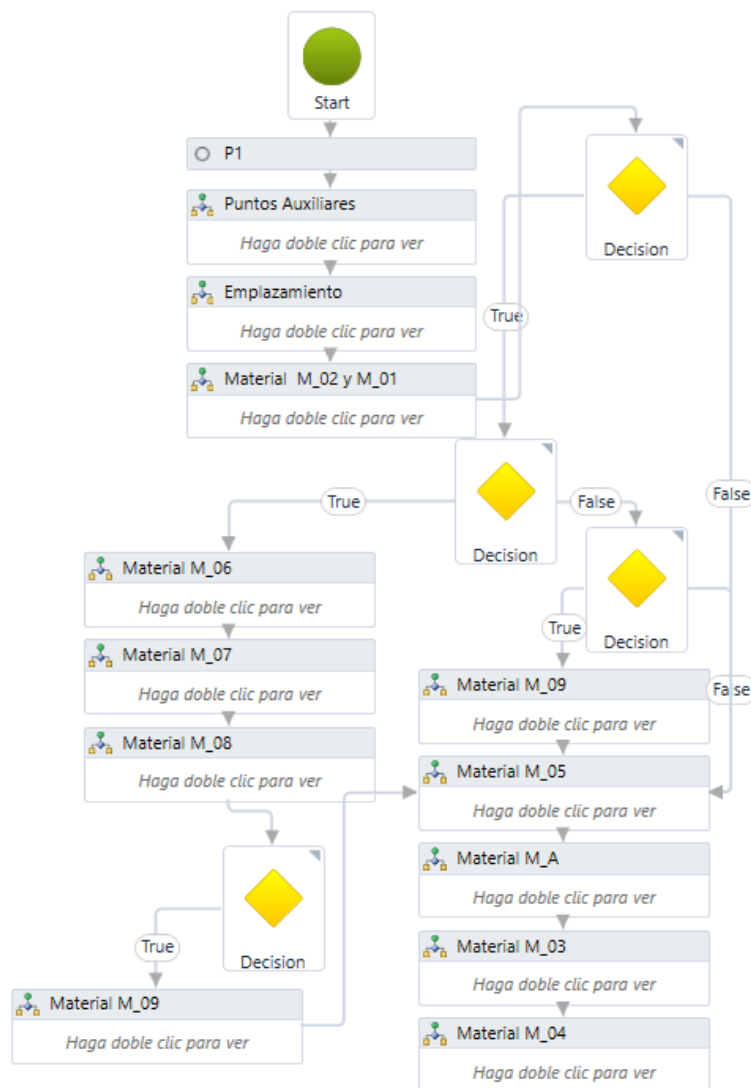 Start
P1
Puntos Auxiliares
Haga doble clic para ver
Emplazamiento
Haga doble clic para ver
Material M_02 y M_01
Haga doble clic para ver
Decision
True
False
Decision
True
False
Decision
True
False
Material M_06
Haga doble clic para ver
Material M_07
Haga doble clic para ver
Material M_08
Haga doble clic para ver
Decision
True
Material M_09
Haga doble clic para ver
Material M_09
Haga doble clic para ver
Material M_05
Haga doble clic para ver
Material M_A
Haga doble clic para ver
Material M_03
Haga doble clic para ver
Material M_04
Haga doble clic para ver